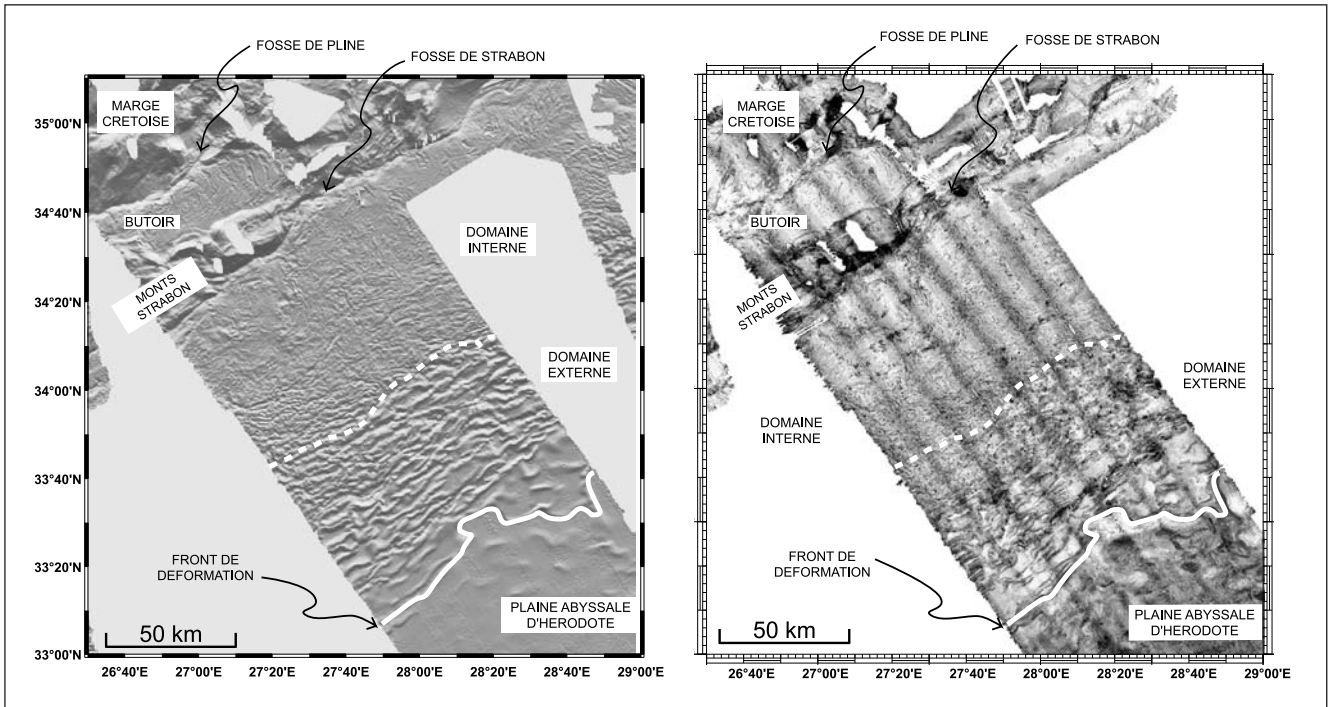 FOSSE DE PLINE
FOSSE DE STRABON
MARGE
CRETOISE
35°00'N
34°40'
BUTOIR
DOMAINE
INTERNE
MONTS
STRABON
34°20'
DOMAINE
EXTERNE
34°00'
33°40'
33°20'
FRONT DE
DEFORMATION
PLAINE ABYSSALE
D'HERODOTE
50 km
33°00'N
26°40'E
27°00'E
27°20'E
27°40'E
28°00'E
28°20'E
28°40'E
29°00'E
FOSSE DE PLINE
FOSSE DE STRABON
MARGE
CRETOISE
BUTOIR
MONTS
STRABON
DOMAINE
EXTERNE
DOMAINE
INTERNE
FRONT DE
DEFORMATION
PLAINE ABYSSALE
D'HERODOTE
50 km
26°40'E
27°00'E
27°20'E
27°40'E
28°00'E
28°20'E
28°40'E
29°00'E